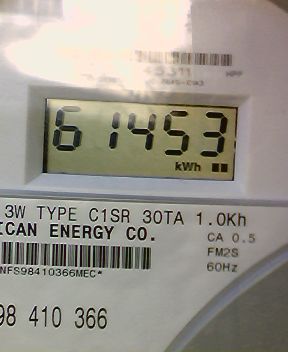 61453
kWh
3W TYPE C1SR 30TA 1.0Kh
ICAN ENERGY CO.
CA 0.5
FM2S
60Hz
NFS98410366MEC*
98 410 366